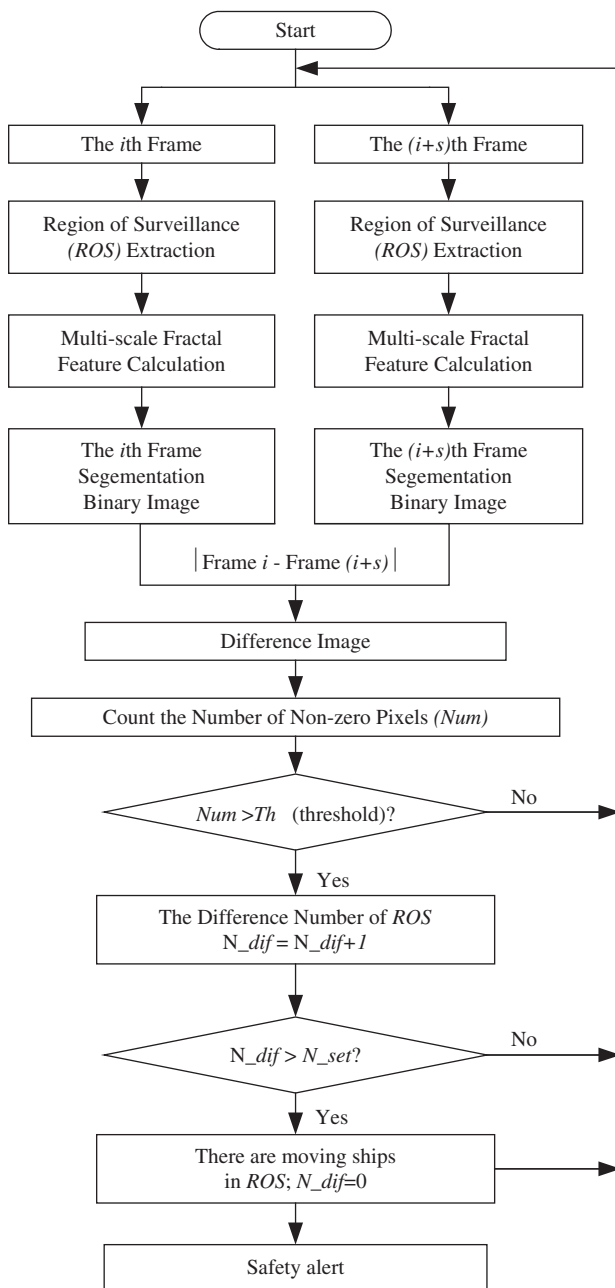 Start
The ith Frame
The (i+s)th Frame
Region of Surveillance
(ROS) Extraction
Region of Surveillance
(ROS) Extraction
Multi-scale Fractal
Feature Calculation
Multi-scale Fractal
Feature Calculation
The ith Frame
Segementation
Binary Image
The (i+s)th Frame
Segementation
Binary Image
|Frame i - Frame (i+s)|
Difference Image
Count the Number of Non-zero Pixels (Num)
Num >Th (threshold)?
No
Yes
The Difference Number of ROS
N_dif = N_dif+1
N_dif > N_set?
No
Yes
There are moving ships
in ROS; N_dif=0
Safety alert